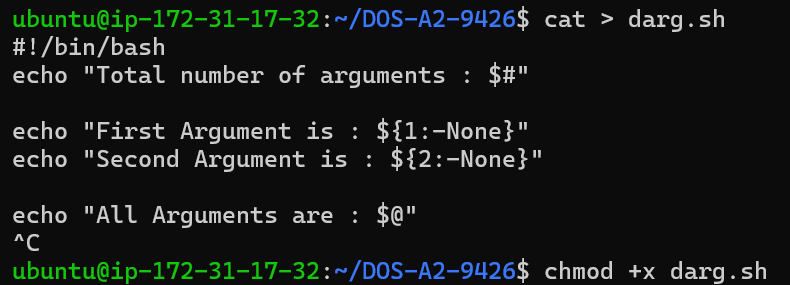 ubuntu@ip-172-31-17-32:~/DOS-A2-9426$ cat > darg.sh
#!/bin/bash
echo "Total number of arguments : $#"

echo "First Argument is : ${1:-None}"
echo "Second Argument is : ${2:-None}"

echo "All Arguments are : $@"
^C
ubuntu@ip-172-31-17-32:~/DOS-A2-9426$ chmod +x darg.sh